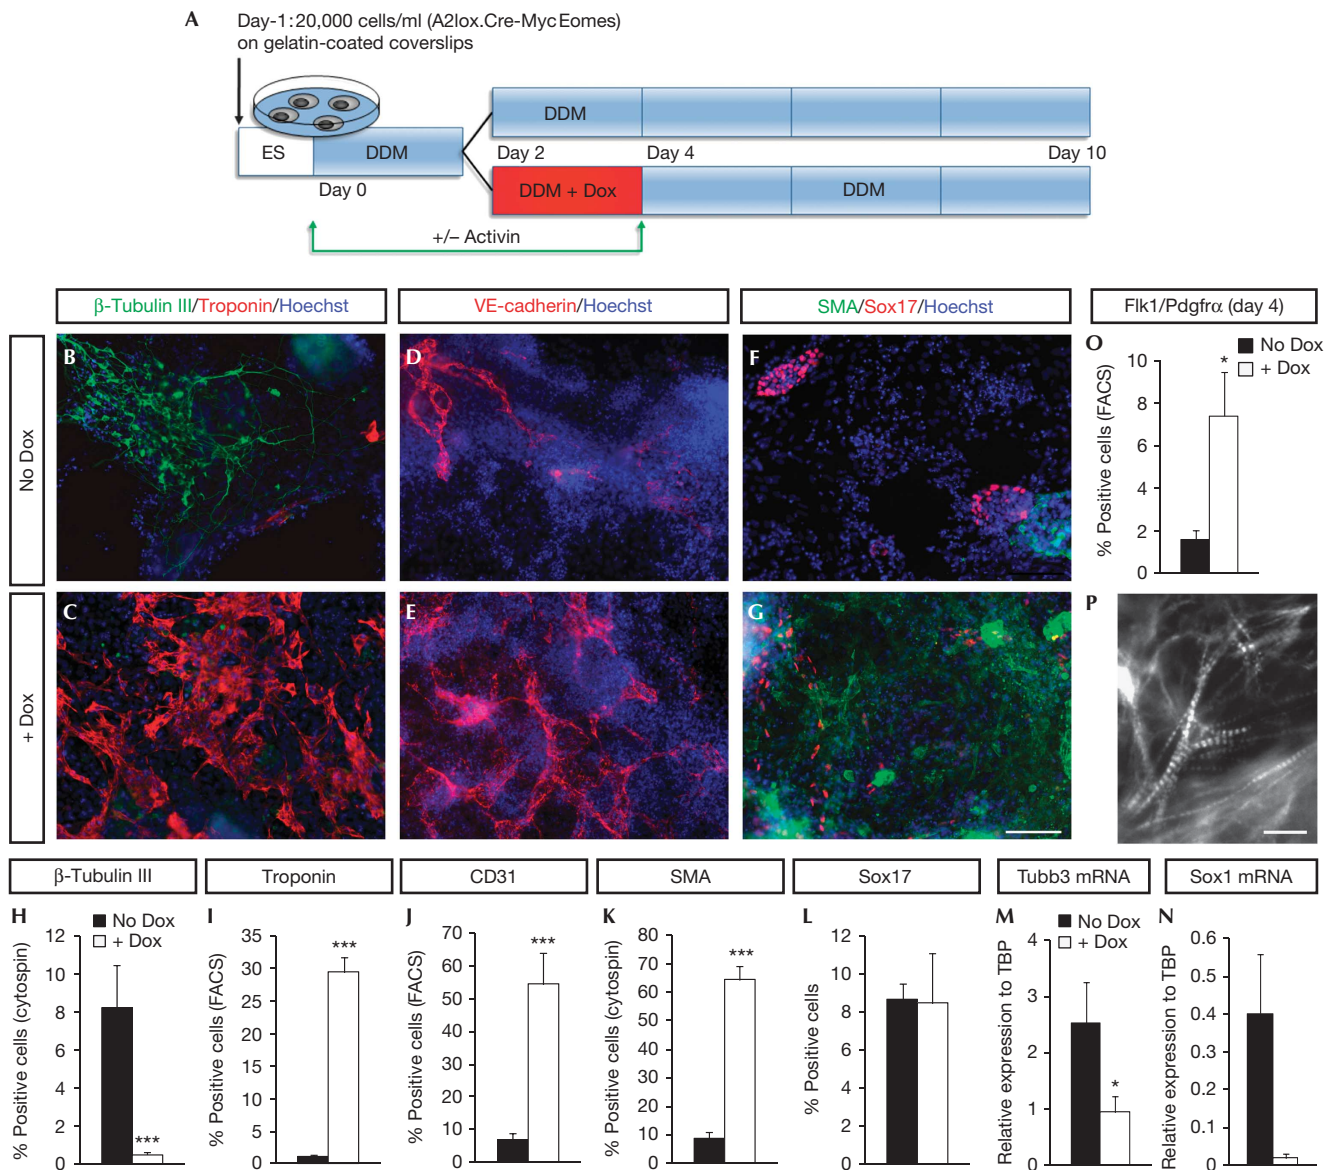 A
Day-1:20,000 cells/ml (A2lox.Cre-Myc Eomes)
on gelatin-coated coverslips
ES
DDM
DDM
Day 0
Day 2
Day 4
Day 10
DDM + Dox
DDM
+/– Activin
β-Tubulin III/Troponin/Hoechst
VE-cadherin/Hoechst
SMA/Sox17/Hoechst
Flk1/Pdgfrα (day 4)
No Dox
+ Dox
B
D
F
C
E
G
O
No Dox
+ Dox
% Positive cells (FACS)
10
8
6
4
2
0
*
P
β-Tubulin III
Troponin
CD31
SMA
Sox17
Tubb3 mRNA
Sox1 mRNA
H
No Dox
+ Dox
% Positive cells (cytospin)
12
10
8
6
4
2
0
***
I
% Positive cells (FACS)
35
30
25
20
15
10
5
0
***
J
% Positive cells (FACS)
70
60
50
40
30
20
10
0
***
K
% Positive cells (cytospin)
80
70
60
50
40
30
20
10
0
***
L
% Positive cells
12
10
8
6
4
2
0
M
No Dox
+ Dox
Relative expression to TBP
4
3
2
1
0
*
N
Relative expression to TBP
0.6
0.5
0.4
0.3
0.2
0.1
0